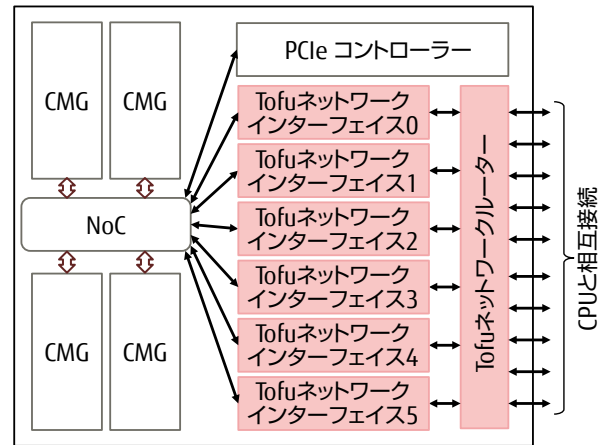 CMG
CMG
NoC
CMG
CMG
PCIe コントローラー
Tofuネットワーク
インターフェイス0
Tofuネットワーク
インターフェイス1
Tofuネットワーク
インターフェイス2
Tofuネットワーク
インターフェイス3
Tofuネットワーク
インターフェイス4
Tofuネットワーク
インターフェイス5
Tofuネットワークルーター
CPUと相互接続